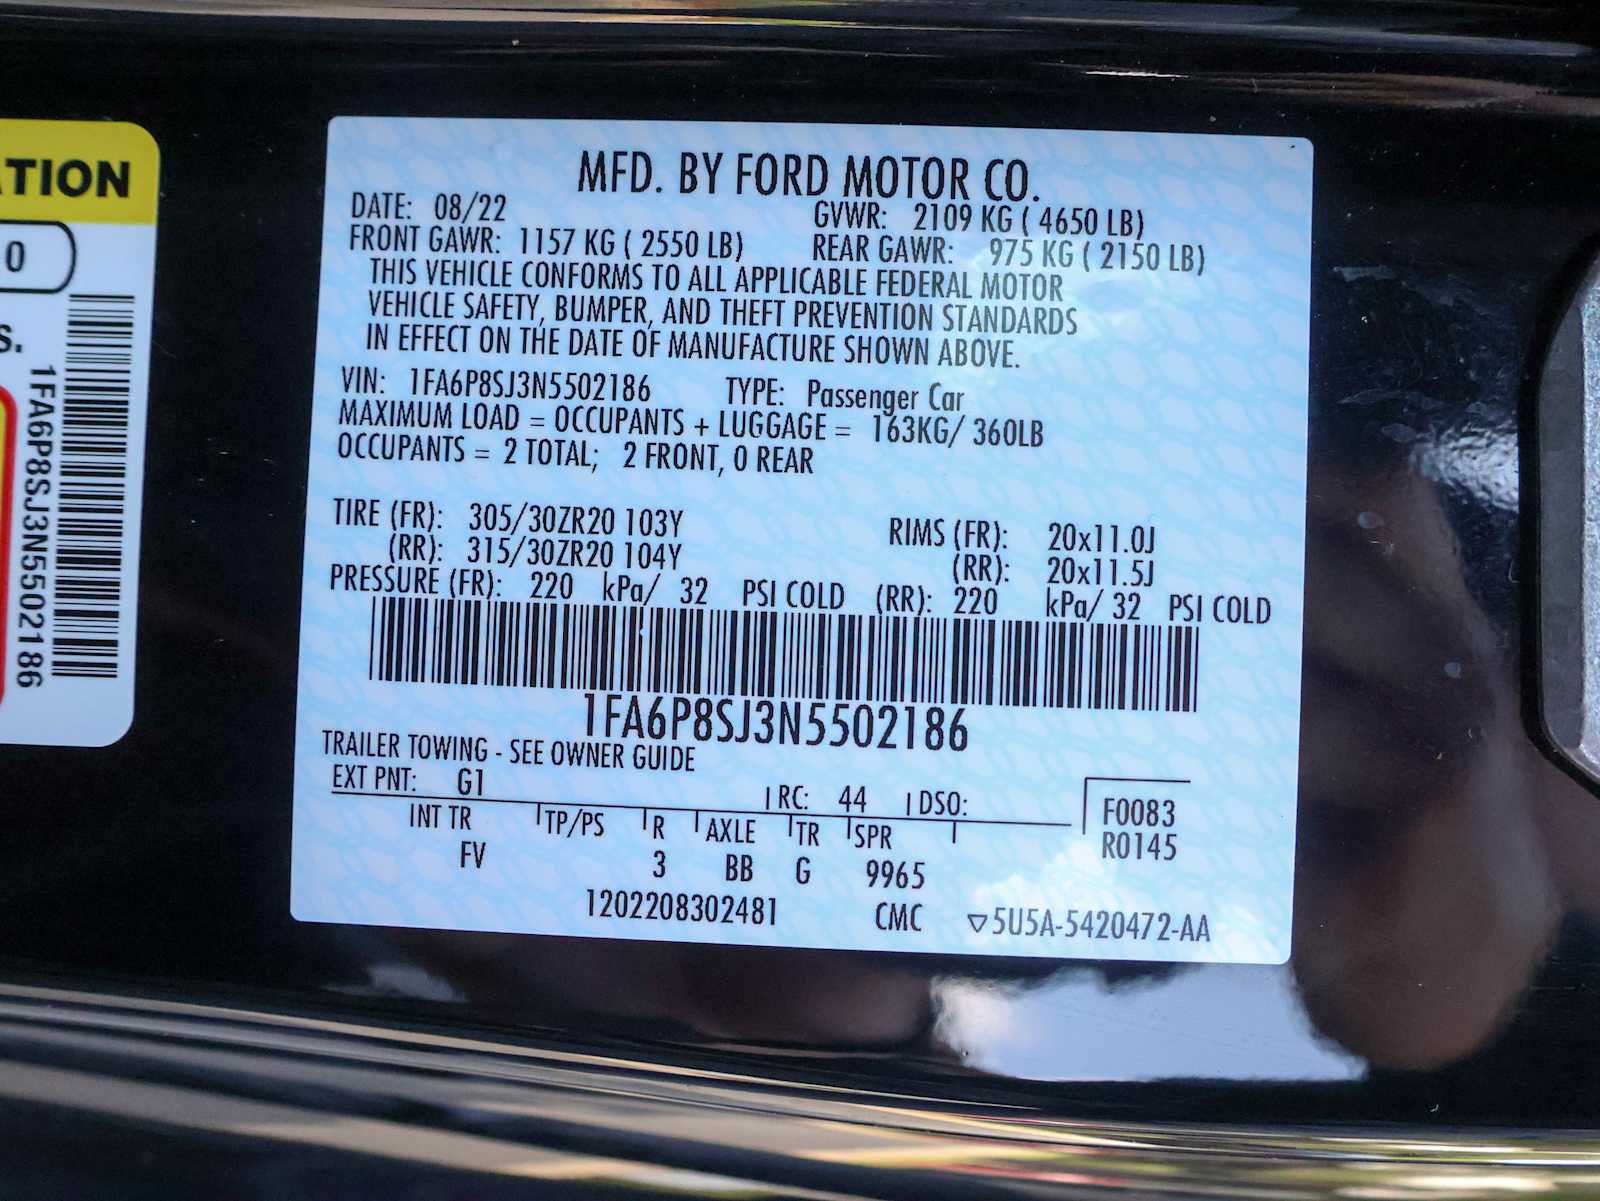 ATION
0
S.
1FA6P8SJ3N5502186
MFD. BY FORD MOTOR CO.
DATE: 08/22 GVWR: 2109 KG ( 4650 LB)
FRONT GAWR: 1157 KG ( 2550 LB) REAR GAWR: 975 KG ( 2150 LB)
THIS VEHICLE CONFORMS TO ALL APPLICABLE FEDERAL MOTOR
VEHICLE SAFETY, BUMPER, AND THEFT PREVENTION STANDARDS
IN EFFECT ON THE DATE OF MANUFACTURE SHOWN ABOVE.
VIN: 1FA6P8SJ3N5502186 TYPE: Passenger Car
MAXIMUM LOAD = OCCUPANTS + LUGGAGE = 163KG/ 360LB
OCCUPANTS = 2 TOTAL; 2 FRONT, 0 REAR
TIRE (FR): 305/30ZR20 103Y RIMS (FR): 20x11.0J
(RR): 315/30ZR20 104Y (RR): 20x11.5J
PRESSURE (FR): 220 kPa/ 32 PSI COLD (RR): 220 kPa/ 32 PSI COLD
1FA6P8SJ3N5502186
TRAILER TOWING - SEE OWNER GUIDE
EXT PNT: G1 RC: 44 DSO: F0083
INT TR TP/PS R AXLE TR SPR R0145
FV 3 BB G 9965
1202208302481 CMC ▽5U5A-5420472-AA